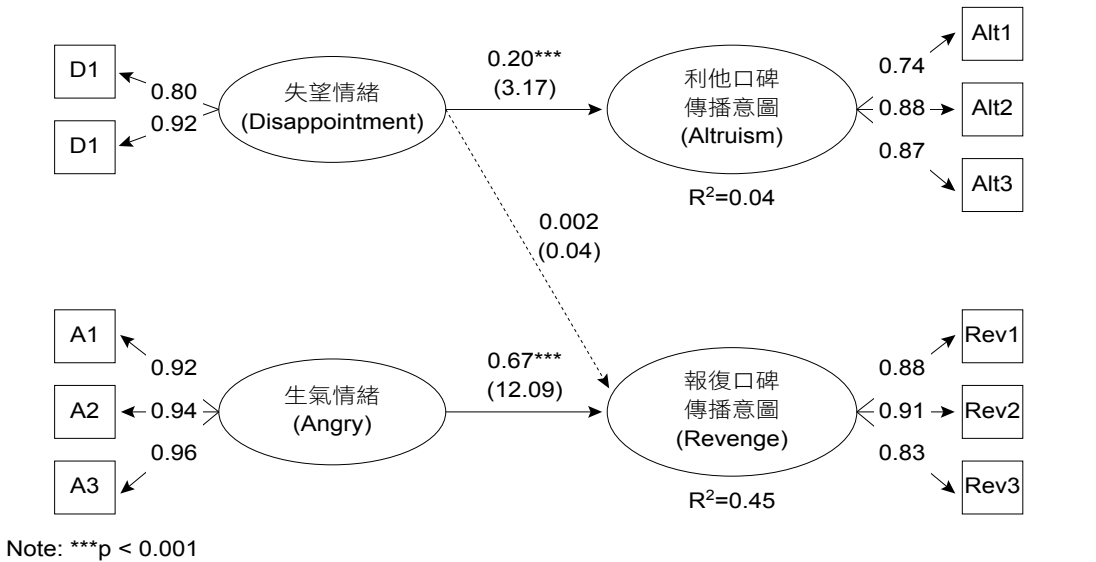 D1
0.80
0.92
D1
失望情緒
(Disappointment)
0.20***
(3.17)
利他口碑
傳播意圖
(Altruism)
R²=0.04
0.74
0.88
0.87
Alt1
Alt2
Alt3
0.002
(0.04)
A1
A2
A3
0.92
0.94
0.96
生氣情緒
(Angry)
0.67***
(12.09)
報復口碑
傳播意圖
(Revenge)
R²=0.45
0.88
0.91
0.83
Rev1
Rev2
Rev3
Note: ***p < 0.001